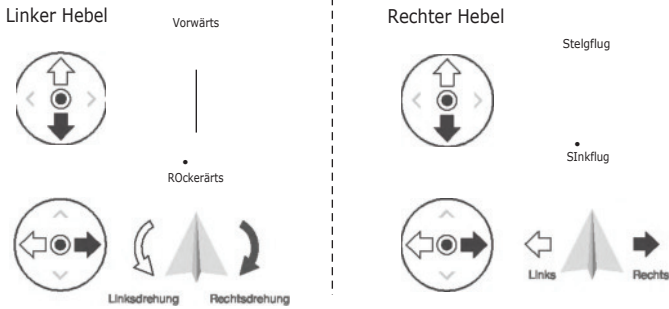 Linker Hebel
Vorwärts
ROckerärts
Linksdrehung
Rechtsdrehung
Rechter Hebel
Stelgflug
SInkflug
Links
Rechts